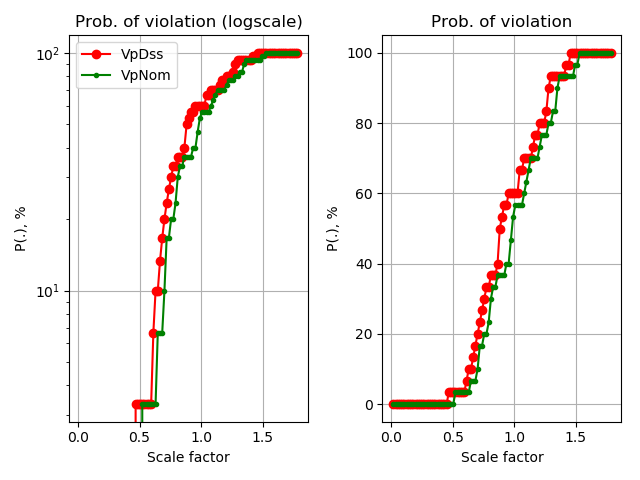 Prob. of violation (logscale)
VpDss
VpNom
P(.), %
10²
10¹
0.0 0.5 1.0 1.5
Scale factor
Prob. of violation
P(.), %
100
80
60
40
20
0
0.0 0.5 1.0 1.5
Scale factor